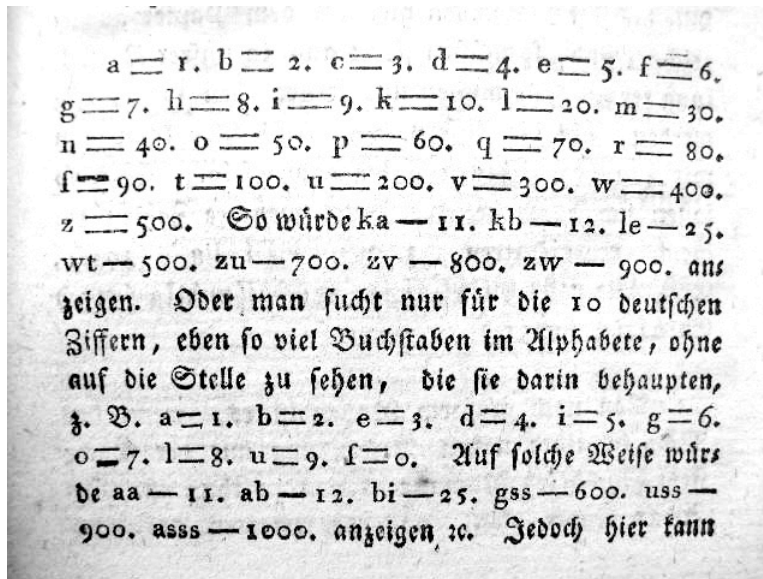 a = 1. b = 2. c = 3. d = 4. e = 5. f = 6.
g = 7. h = 8. i = 9. k = 10. l = 20. m = 30.
n = 40. o = 50. p = 60. q = 70. r = 80.
ſ = 90. t = 100. u = 200. v = 300. w = 400.
z = 500. So würde ka — 11. kb — 12. le — 25.
wt — 500. zu — 700. zv — 800. zw — 900. an⸗
zeigen. Oder man ſucht nur für die 10 deutſchen
Ziffern, eben ſo viel Buchſtaben im Alphabete, ohne
auf die Stelle zu ſehen, die ſie darin behaupten,
z. B. a = 1. b = 2. e = 3. d = 4. i = 5. g = 6.
o = 7. l = 8. u = 9. ſ = 0. Auf ſolche Weiſe wür⸗
de aa — 11. ab — 12. bi — 25. gss — 600. uss —
900. asss — 1000. anzeigen ꝛc. Jedoch hier kann